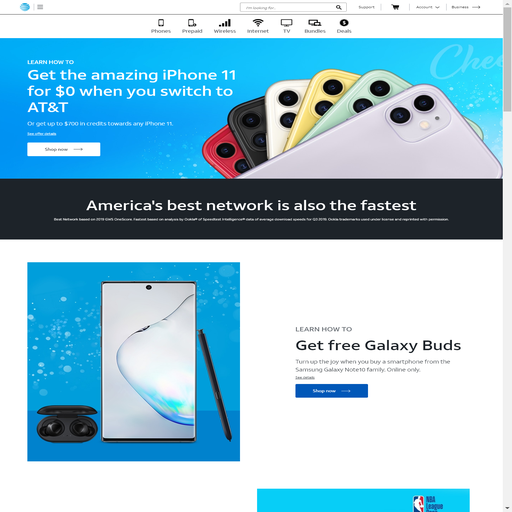 I'm looking for...
Support
Account
Business
Phones
Prepaid
Wireless
Internet
TV
Bundles
Deals
LEARN HOW TO
Get the amazing iPhone 11
for $0 when you switch to
AT&T
Or get up to $700 in credits towards any iPhone 11.
See offer details
Shop now
Chee
America's best network is also the fastest
Best Network based on 2019 GWS OneScore. Fastest based on analysis by Ookla® of Speedtest Intelligence® data of average download speeds for Q3 2019. Ookla trademarks used under license and reprinted with permission.
LEARN HOW TO
Get free Galaxy Buds
Turn up the joy when you buy a smartphone from the
Samsung Galaxy Note10 family. Online only.
See details
Shop now
NBA
League